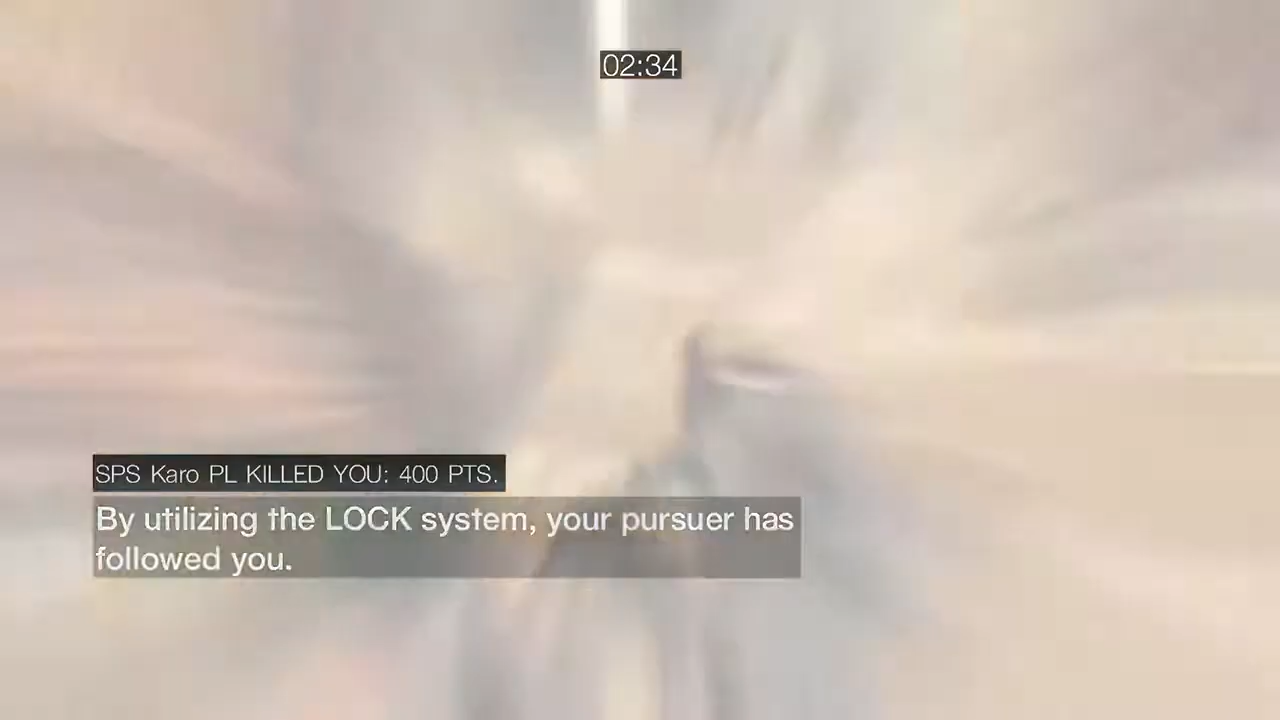 02:34
SPS Karo PL KILLED YOU: 400 PTS.
By utilizing the LOCK system, your pursuer has
followed you.